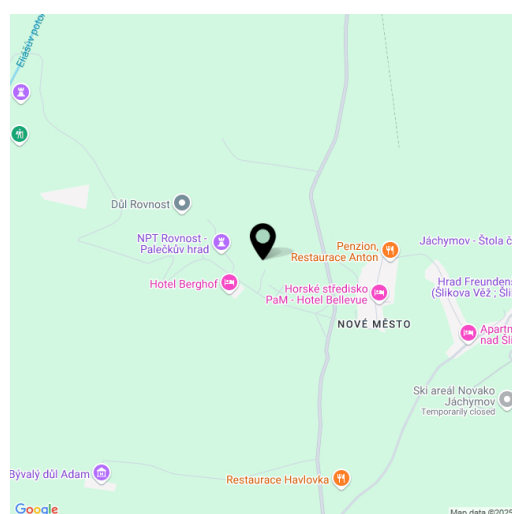 Eliášův poto
Důl Rovnost
NPT Rovnost -
Palečkův hrad
Penzion,
Restaurace Anton
Jáchymov - Štola č
Hotel Berghof
Horské středisko
PaM - Hotel Bellevue
Hrad Freudens
(Šlikova Věž ; Šli
NOVÉ MĚSTO
Apartm
nad Šli
Ski areál Novako
Jáchymov
Temporarily closed
Bývalý důl Adam
Restaurace Havlovka
Google
Map data ©2025